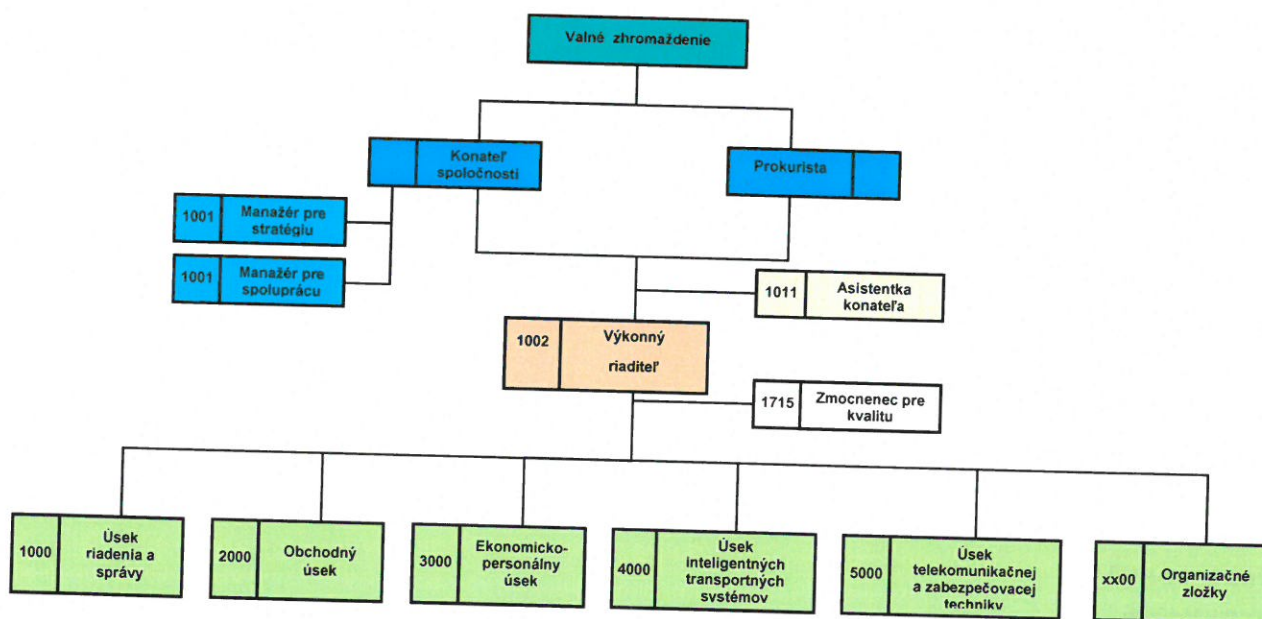 Valné zhromaždenie
Konateľ
spoločnosti
Prokurista
1001
Manažér pre
stratégiu
1001
Manažér pre
spoluprácu
1011
Asistentka
konateľa
1002
Výkonný
riaditeľ
1715
Zmocnenec pre
kvalitu
1000
Úsek
riadenia a
správy
2000
Obchodný
úsek
3000
Ekonomicko-
personálny
úsek
4000
Úsek
inteligentných
transportných
systémov
5000
Úsek
telekomunikačnej
a zabezpečovacej
techniky
xx00
Organizačné
zložky